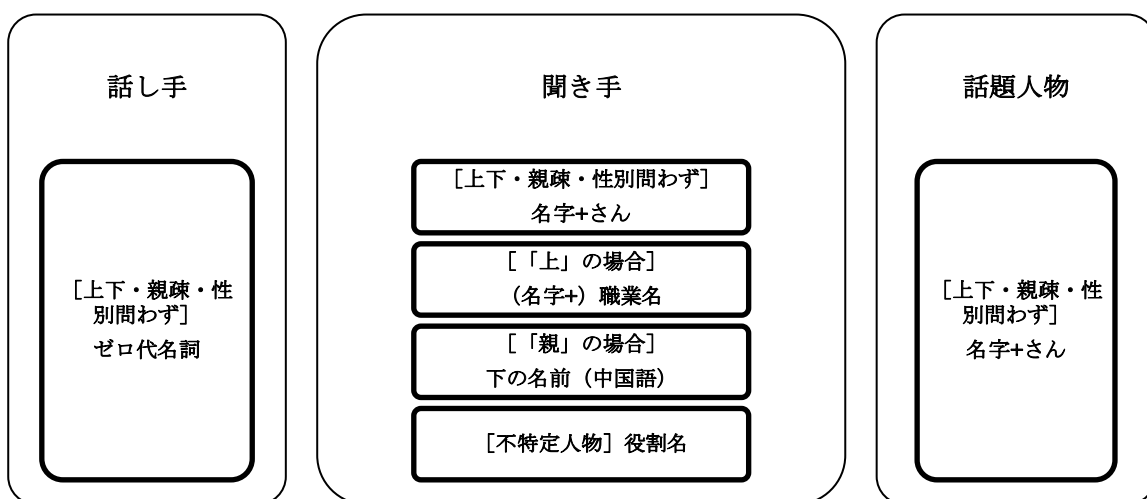 話し手
[上下・親疎・性
別問わず]
ゼロ代名詞
聞き手
[上下・親疎・性別問わず]
名字+さん
[「上」の場合]
(名字+)職業名
[「親」の場合]
下の名前（中国語）
[不特定人物] 役割名
話題人物
[上下・親疎・性
別問わず]
名字+さん